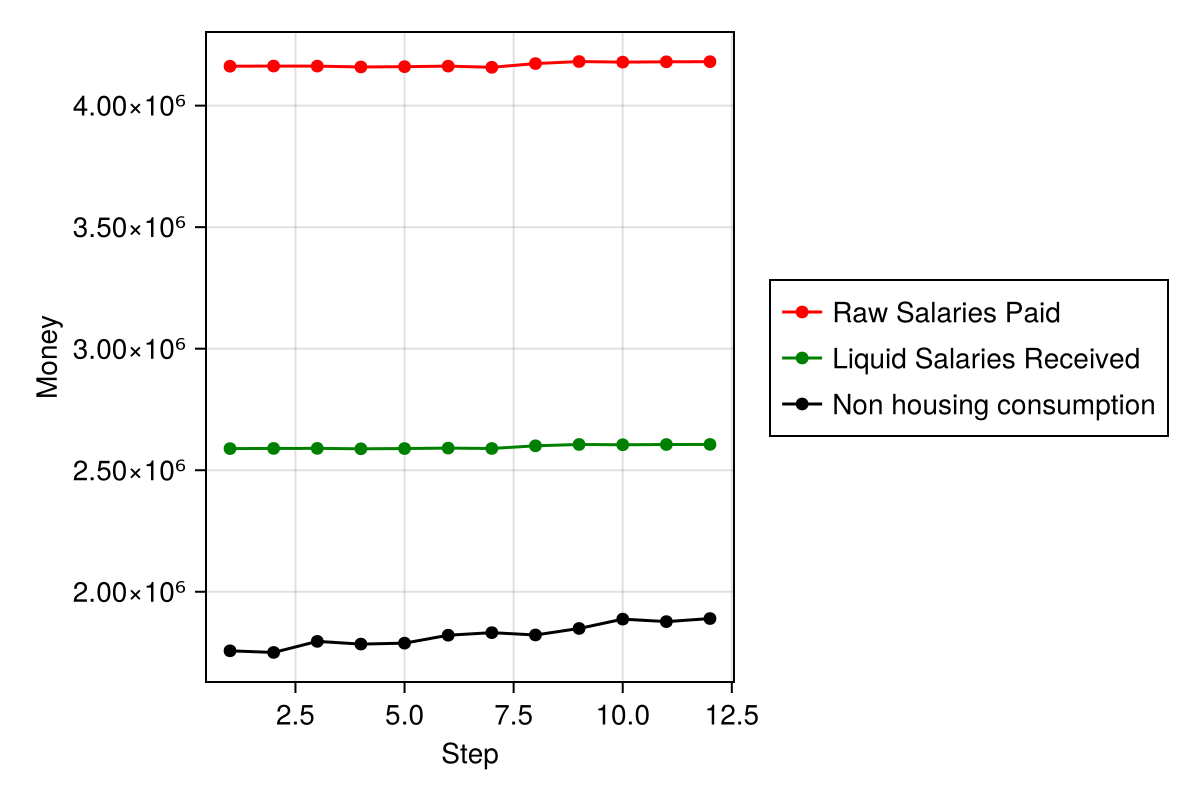 4.00×10⁶
3.50×10⁶
3.00×10⁶
2.50×10⁶
2.00×10⁶
Money
2.5 5.0 7.5 10.0 12.5
Step
Raw Salaries Paid
Liquid Salaries Received
Non housing consumption